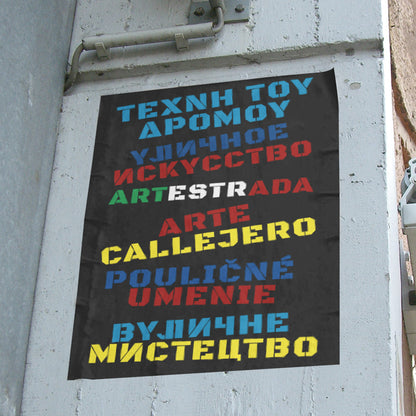 ΤΕΧΝΗ ΤΟΥ
ΔΡΟΜΟΥ
УЛИЧНОЕ
ИСКУССТВО
ARTESTRADA
ARTE
CALLEJERO
POULIČNÉ
UMENIE
ВУЛИЧНЕ
МИСТЕЦТВО